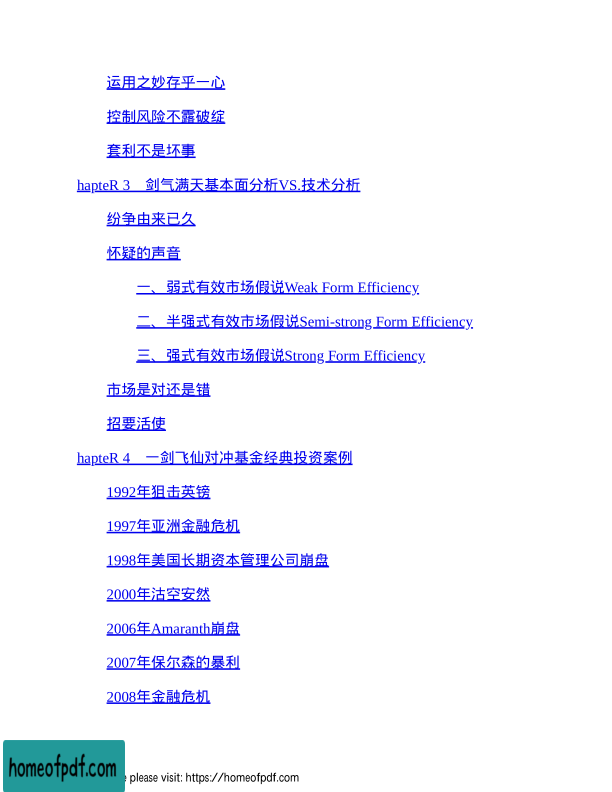 运用之妙存乎一心
控制风险不露破绽
套利不是坏事
hapteR 3　剑气满天基本面分析VS.技术分析
纷争由来已久
怀疑的声音
一、弱式有效市场假说Weak Form Efficiency
二、半强式有效市场假说Semi-strong Form Efficiency
三、强式有效市场假说Strong Form Efficiency
市场是对还是错
招要活使
hapteR 4　一剑飞仙对冲基金经典投资案例
1992年狙击英镑
1997年亚洲金融危机
1998年美国长期资本管理公司崩盘
2000年沽空安然
2006年Amaranth崩盘
2007年保尔森的暴利
2008年金融危机
homeofpdf.com
e please visit: https://homeofpdf.com